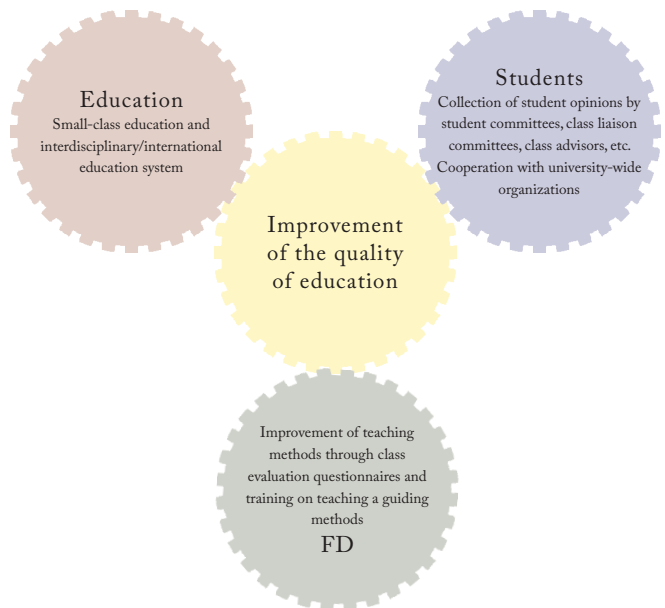 Education
Small-class education and
interdisciplinary/international
education system
Students
Collection of student opinions by
student committees, class liaison
committees, class advisors, etc.
Cooperation with university-wide
organizations
Improvement
of the quality
of education
Improvement of teaching
methods through class
evaluation questionnaires and
training on teaching a guiding
methods
FD